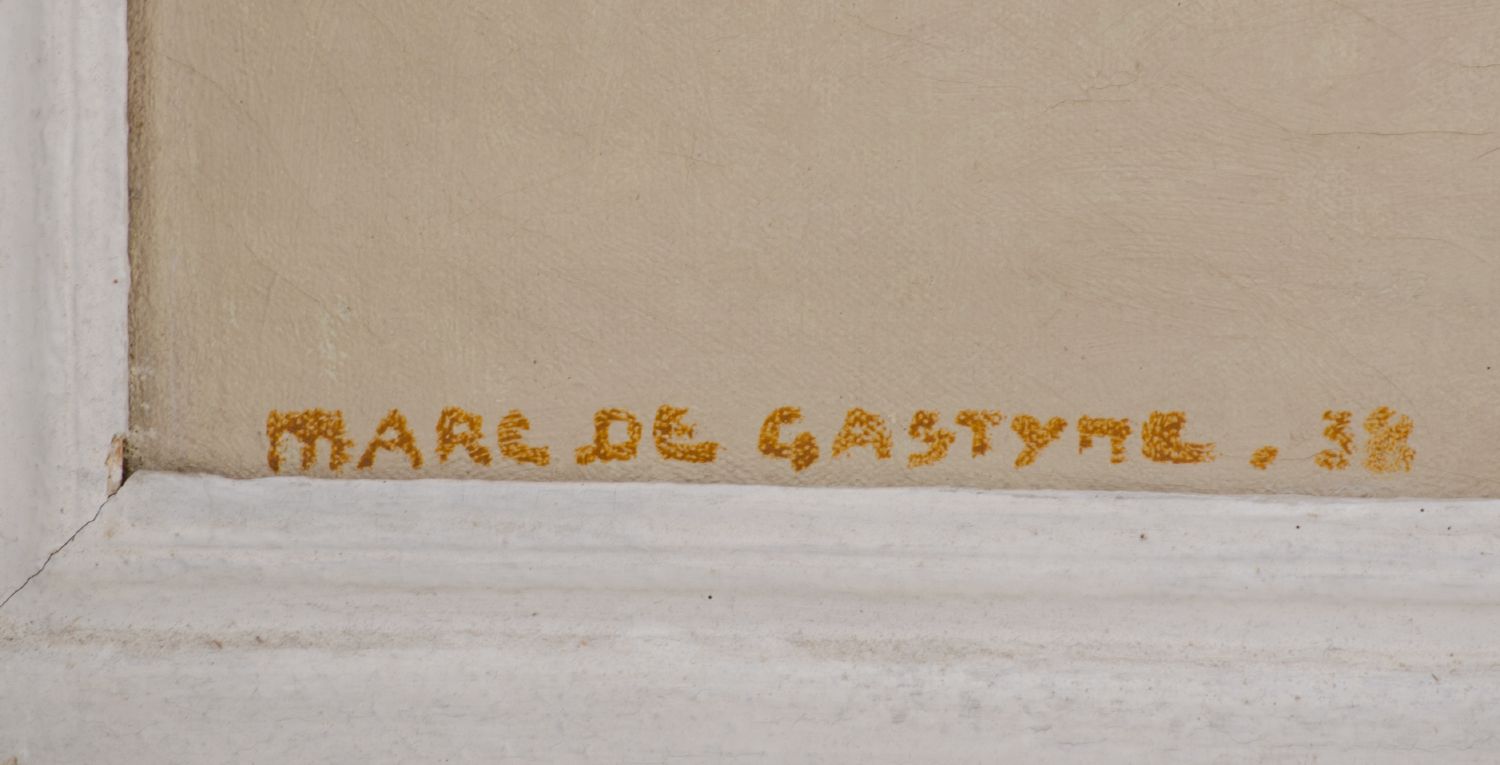 MARC DE GASTYNE . 38